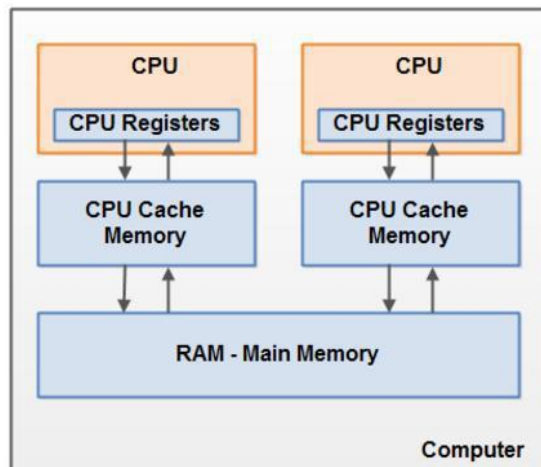 CPU
CPU
CPU Registers
CPU Registers
CPU Cache
Memory
CPU Cache
Memory
RAM - Main Memory
Computer